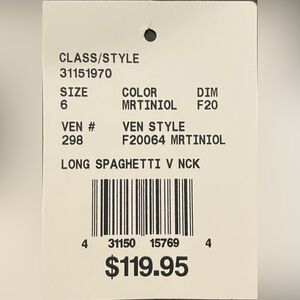 CLASS/STYLE
31151970
SIZE COLOR DIM
6 MRTINIOL F20
VEN # VEN STYLE
298 F20064 MRTINIOL
LONG SPAGHETTI V NCK
4 31150 15769 4
$119.95